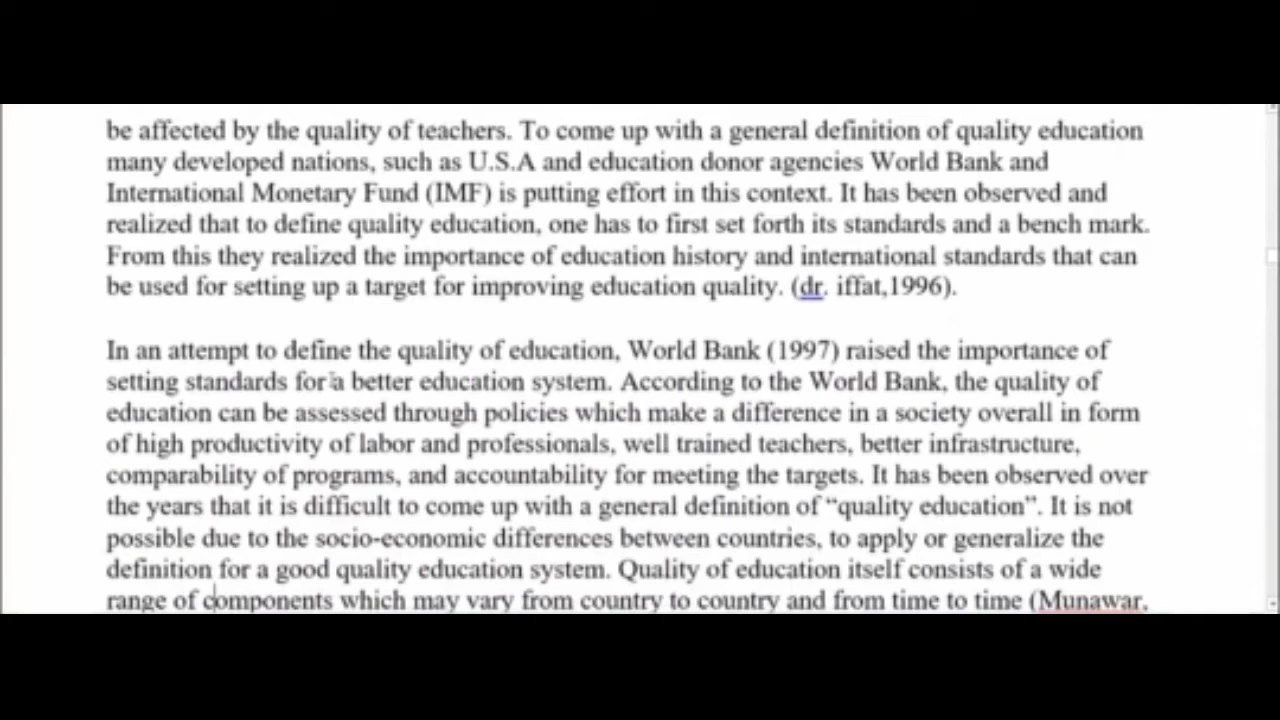 be affected by the quality of teachers. To come up with a general definition of quality education
many developed nations, such as U.S.A and education donor agencies World Bank and
International Monetary Fund (IMF) is putting effort in this context. It has been observed and
realized that to define quality education, one has to first set forth its standards and a bench mark.
From this they realized the importance of education history and international standards that can
be used for setting up a target for improving education quality. (dr. iffat,1996).
In an attempt to define the quality of education, World Bank (1997) raised the importance of
setting standards for a better education system. According to the World Bank, the quality of
education can be assessed through policies which make a difference in a society overall in form
of high productivity of labor and professionals, well trained teachers, better infrastructure,
comparability of programs, and accountability for meeting the targets. It has been observed over
the years that it is difficult to come up with a general definition of “quality education”. It is not
possible due to the socio-economic differences between countries, to apply or generalize the
definition for a good quality education system. Quality of education itself consists of a wide
range of components which may vary from country to country and from time to time (Munawar,